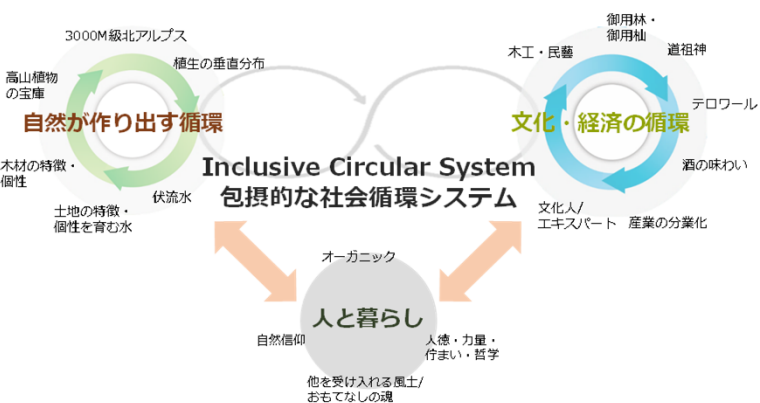 3000M級北アルプス
植生の垂直分布
高山植物
の宝庫
自然が作り出す循環
木材の特徴・
個性
土地の特徴・
個性を育む水
伏流水
御用林・
御用杣
木工・民藝
道祖神
テロワール
文化・経済の循環
酒の味わい
文化人/
エキスパート
産業の分業化
Inclusive Circular System
包摂的な社会循環システム
オーガニック
人と暮らし
自然信仰
人徳・力量・
佇まい・哲学
他を受け入れる風土/
おもてなしの魂